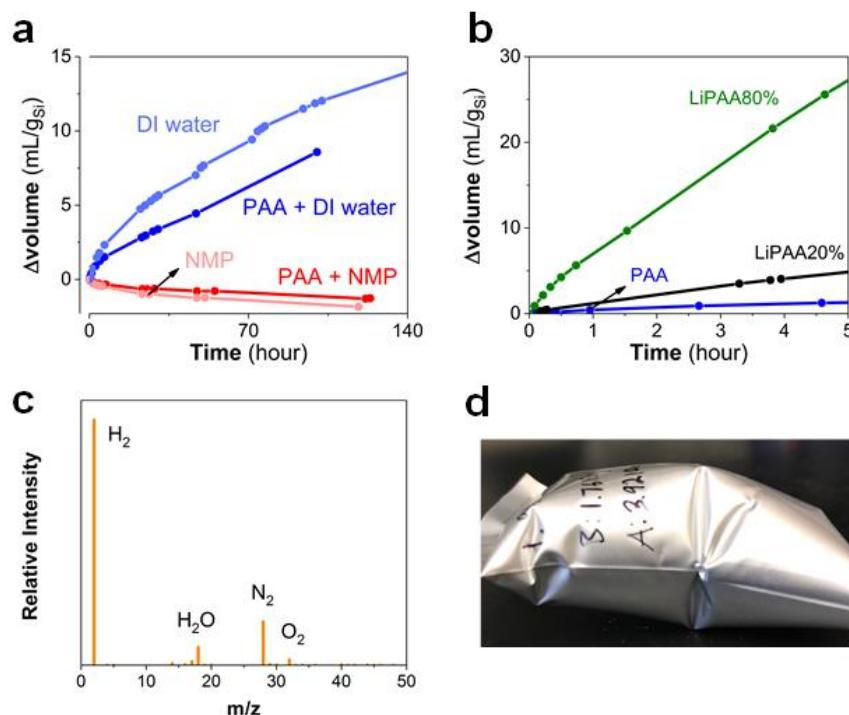 a
15
10
5
0
Δvolume (mL/gSi)
DI water
PAA + DI water
NMP
PAA + NMP
0
70
140
Time (hour)
b
30
20
10
0
Δvolume (mL/gSi)
LiPAA80%
LiPAA20%
PAA
0
1
2
3
4
5
Time (hour)
c
Relative Intensity
H2
H2O
N2
O2
0
10
20
30
40
50
m/z
d